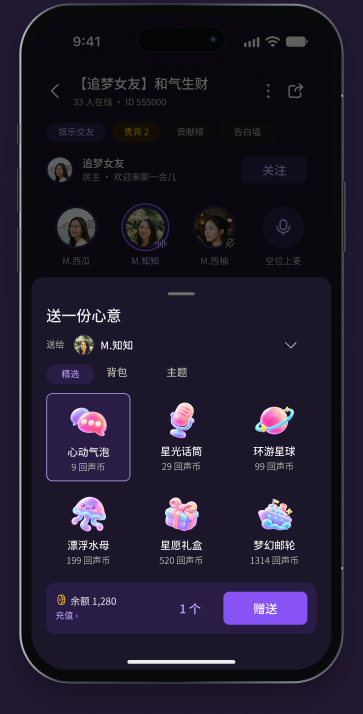 9:41
【追梦女友】和气生财
33 人在线 · ID 555000
娱乐交友
贵宾 2
贡献榜
告白墙
追梦女友
房主 · 欢迎来聊一会儿
关注
M.西瓜
M.知知
M.西柚
空位上麦
送一份心意
送给
M.知知
精选
背包
主题
心动气泡
9 回声币
星光话筒
29 回声币
环游星球
99 回声币
漂浮水母
199 回声币
星愿礼盒
520 回声币
梦幻邮轮
1314 回声币
余额 1,280
充值 ›
1 个
赠送